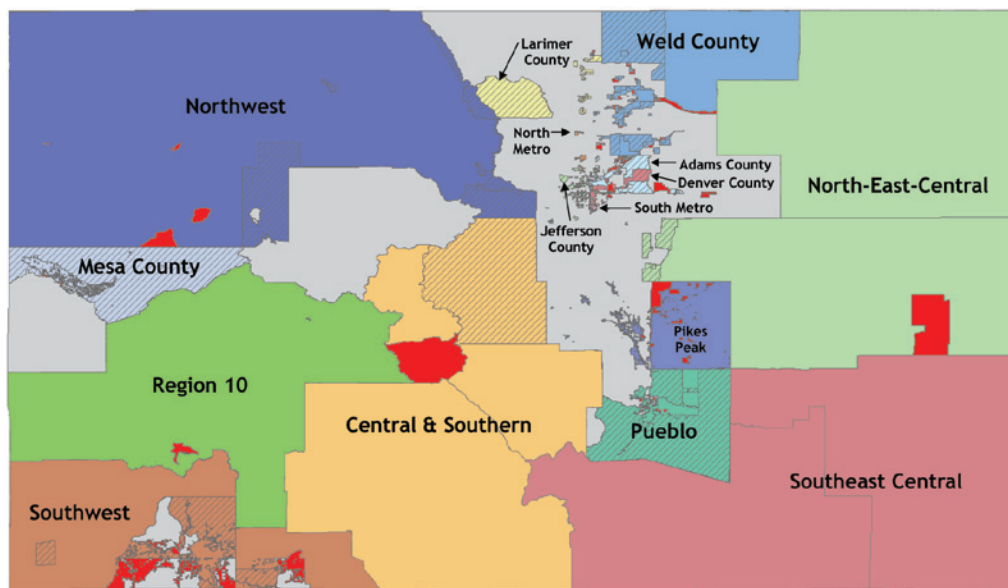 Larimer
County
Weld County
Northwest
North
Metro
Adams County
Denver County
North-East-Central
South Metro
Jefferson
County
Mesa County
Pikes
Peak
Region 10
Central & Southern
Pueblo
Southeast Central
Southwest